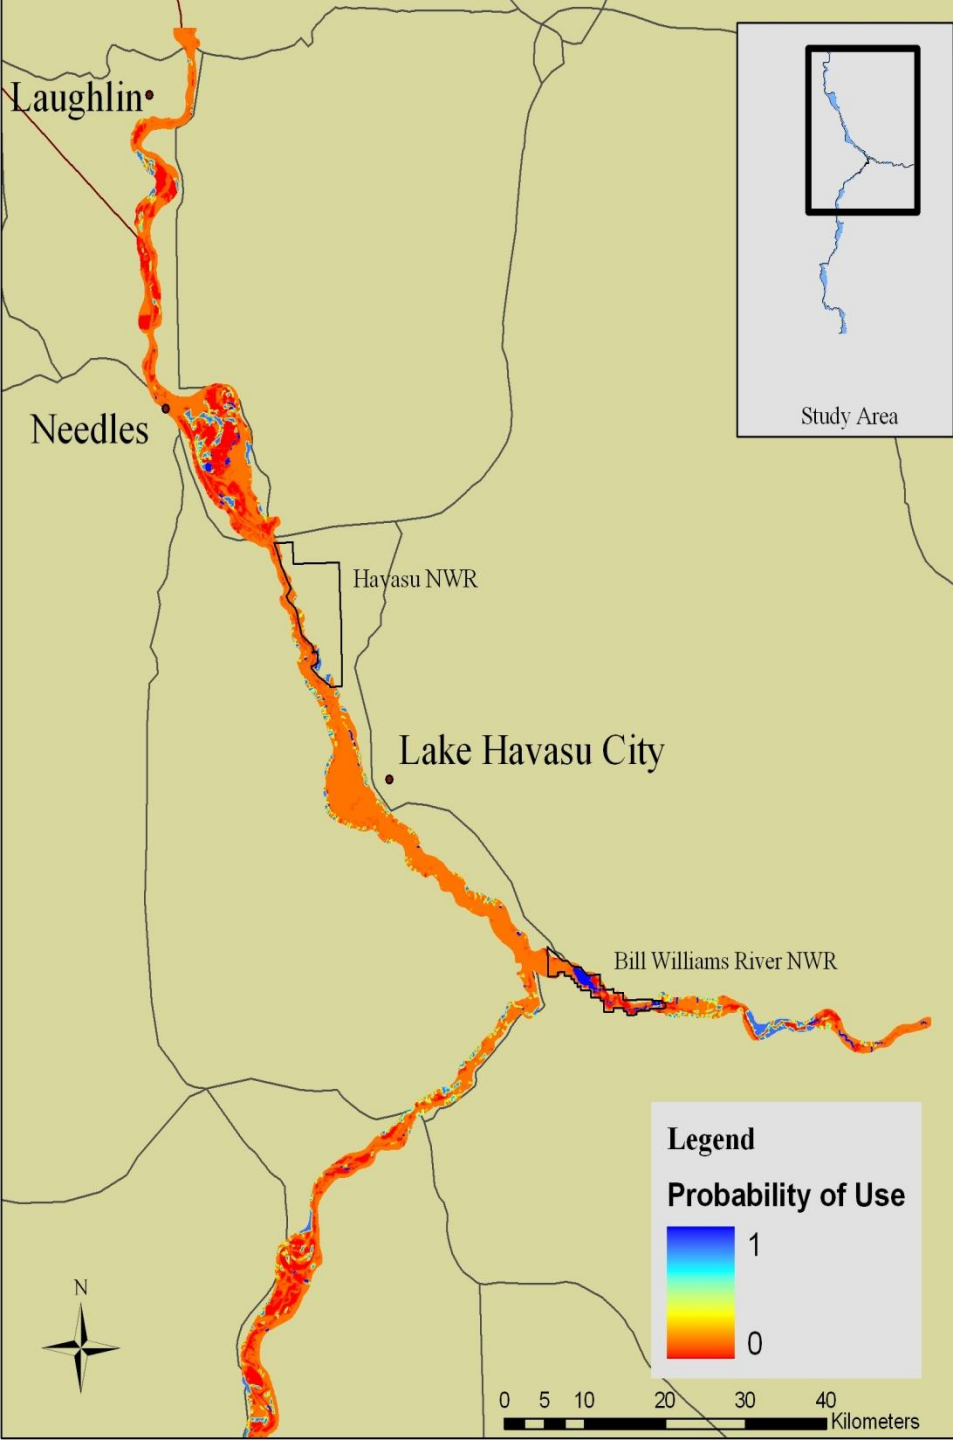 Laughlin
Study Area
Needles
Havasu NWR
Lake Havasu City
Bill Williams River NWR
Legend
Probability of Use
1
0
N
0 5 10 20 30 40
Kilometers